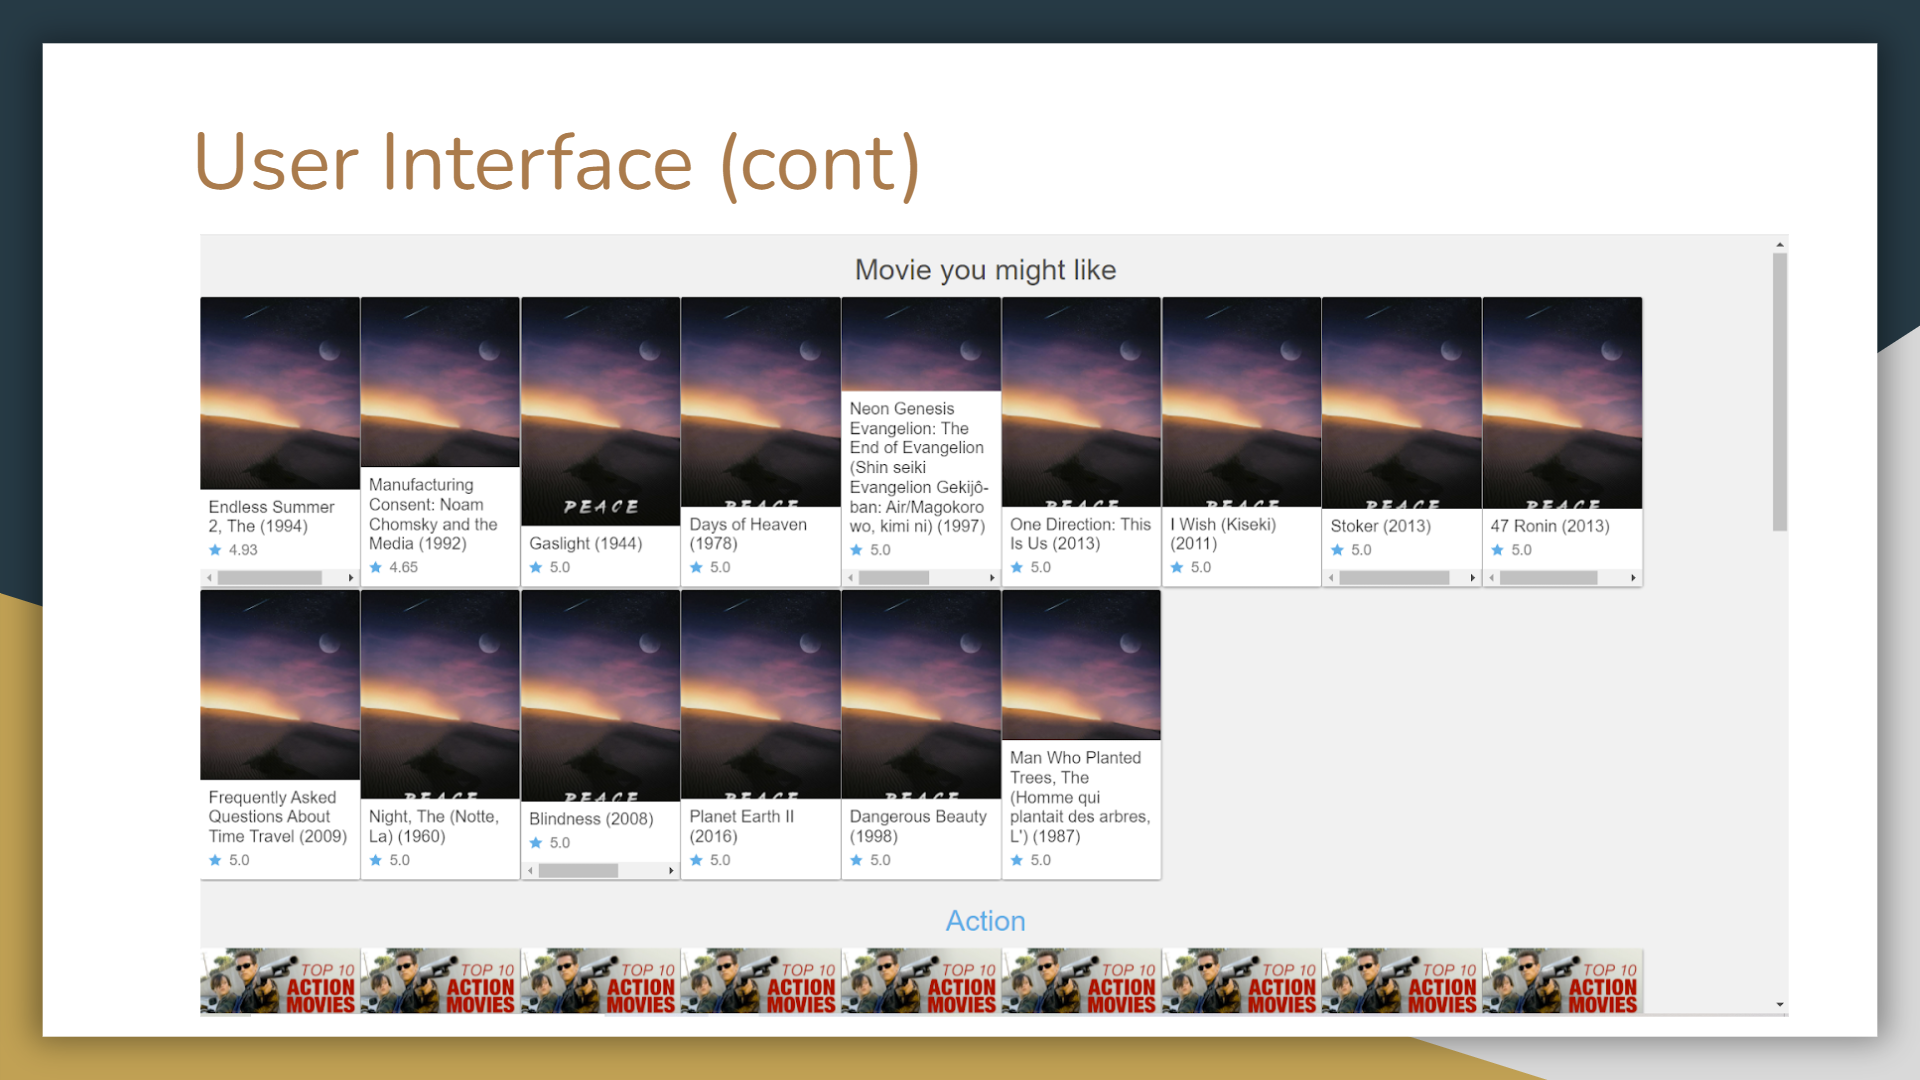 User Interface (cont)
Movie you might like
Endless Summer
2, The (1994)
4.93
Manufacturing
Consent: Noam
Chomsky and the
Media (1992)
4.65
PEACE
Gaslight (1944)
5.0
PEACE
Days of Heaven
(1978)
5.0
Neon Genesis
Evangelion: The
End of Evangelion
(Shin seiki
Evangelion Gekijô-
ban: Air/Magokoro
wo, kimi ni) (1997)
5.0
PEACE
One Direction: This
Is Us (2013)
5.0
PEACE
I Wish (Kiseki)
(2011)
5.0
PEACE
Stoker (2013)
5.0
PEACE
47 Ronin (2013)
5.0
Frequently Asked
Questions About
Time Travel (2009)
5.0
PEACE
Night, The (Notte,
La) (1960)
5.0
PEACE
Blindness (2008)
5.0
PEACE
Planet Earth II
(2016)
5.0
PEACE
Dangerous Beauty
(1998)
5.0
Man Who Planted
Trees, The
(Homme qui
plantait des arbres,
L') (1987)
5.0
Action
TOP 10
ACTION
MOVIES
TOP 10
ACTION
MOVIES
TOP 10
ACTION
MOVIES
TOP 10
ACTION
MOVIES
TOP 10
ACTION
MOVIES
TOP 10
ACTION
MOVIES
TOP 10
ACTION
MOVIES
TOP 10
ACTION
MOVIES
TOP 10
ACTION
MOVIES